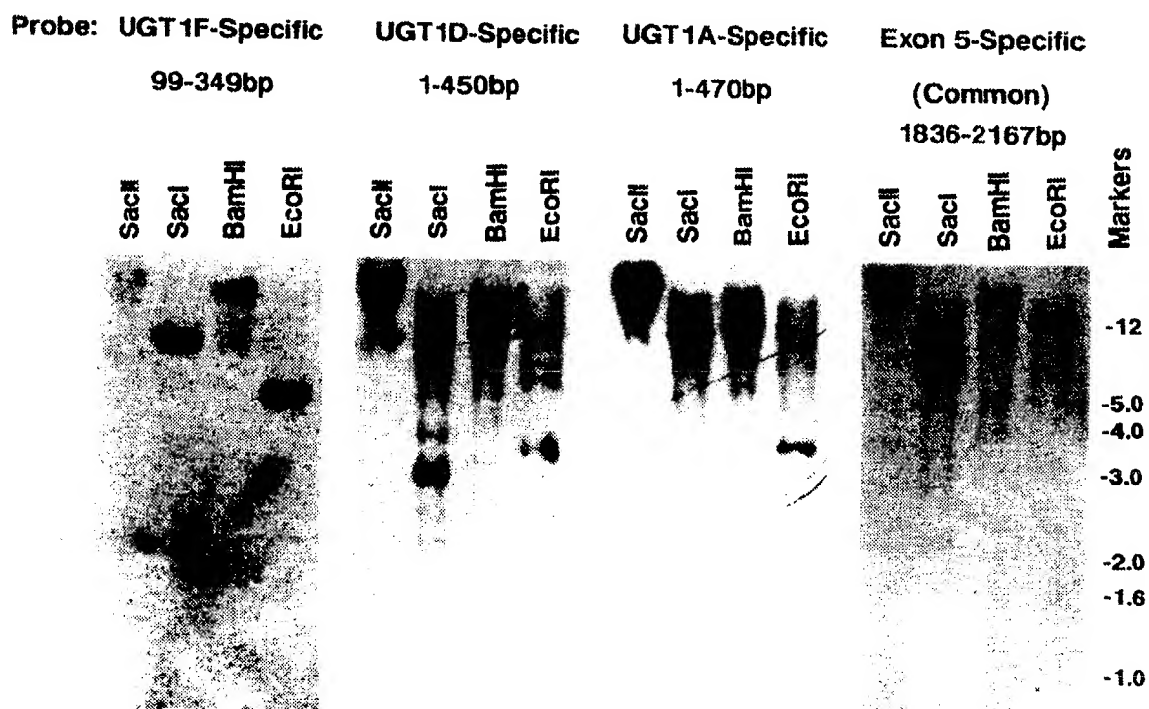 Probe: UGT1F-Specific UGT1D-Specific UGT1A-Specific Exon 5-Specific
99-349bp 1-450bp 1-470bp (Common)
1836-2167bp
SacII SacI BamHI EcoRI SacII SacI BamHI EcoRI SacII SacI BamHI EcoRI SacII SacI BamHI EcoRI Markers
-12
-5.0
-4.0
-3.0
-2.0
-1.6
-1.0